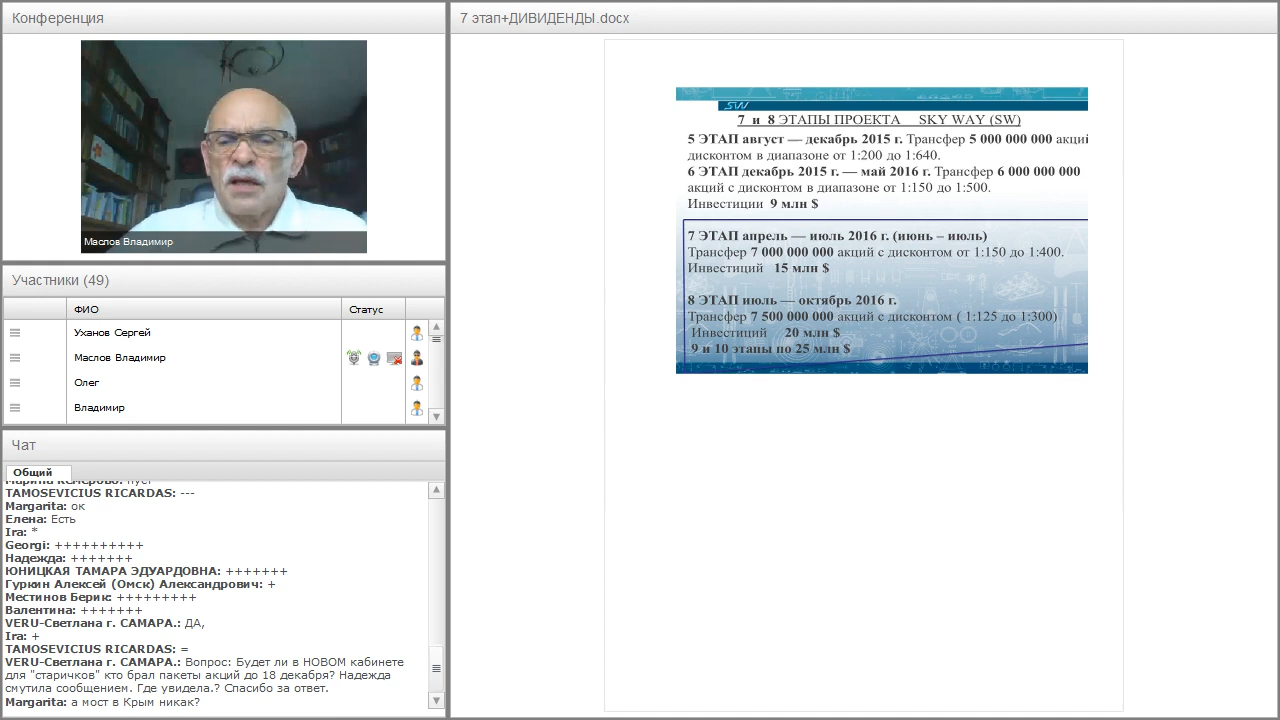 Конференция
Маслов Владимир
Участники (49)
ФИО
Статус
Уханов Сергей
Маслов Владимир
Олег
Владимир
Чат
Общий
TAMOSEVICIUS RICARDAS: ---
Margarita: ок
Елена: Есть
Ira: *
Georgi: ++++++++++
Надежда: +++++++
ЮНИЦКАЯ ТАМАРА ЭДУАРДОВНА: +++++++
Гуркин Алексей (Омск) Александрович: +
Местинов Берик: +++++++++
Валентина: +++++++
VERU-Светлана г. САМАРА.: ДА,
Ira: +
TAMOSEVICIUS RICARDAS: =
VERU-Светлана г. САМАРА.: Вопрос: Будет ли в НОВОМ кабинете
для "старичков" кто брал пакеты акций до 18 декабря? Надежда
смутила сообщением. Где увидела.? Спасибо за ответ.
Margarita: а мост в Крым никак?
7 этап+ДИВИДЕНДЫ.docx
SW
7 и 8 ЭТАПЫ ПРОЕКТА SKY WAY (SW)
5 ЭТАП август — декабрь 2015 г. Трансфер 5 000 000 000 акций
дисконтом в диапазоне от 1:200 до 1:640.
6 ЭТАП декабрь 2015 г. — май 2016 г. Трансфер 6 000 000 000
акций с дисконтом в диапазоне от 1:150 до 1:500.
Инвестиции 9 млн $
7 ЭТАП апрель — июль 2016 г. (июнь – июль)
Трансфер 7 000 000 000 акций с дисконтом от 1:150 до 1:400.
Инвестиций 15 млн $
8 ЭТАП июль — октябрь 2016 г.
Трансфер 7 500 000 000 акций с дисконтом ( 1:125 до 1:300)
Инвестиций 20 млн $
9 и 10 этапы по 25 млн $